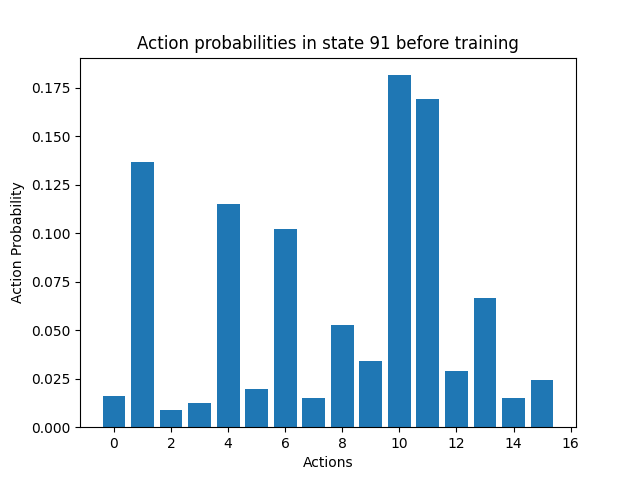 Action probabilities in state 91 before training
0.175
0.150
0.125
0.100
0.075
0.050
0.025
0.000
Action Probability
0 2 4 6 8 10 12 14 16
Actions